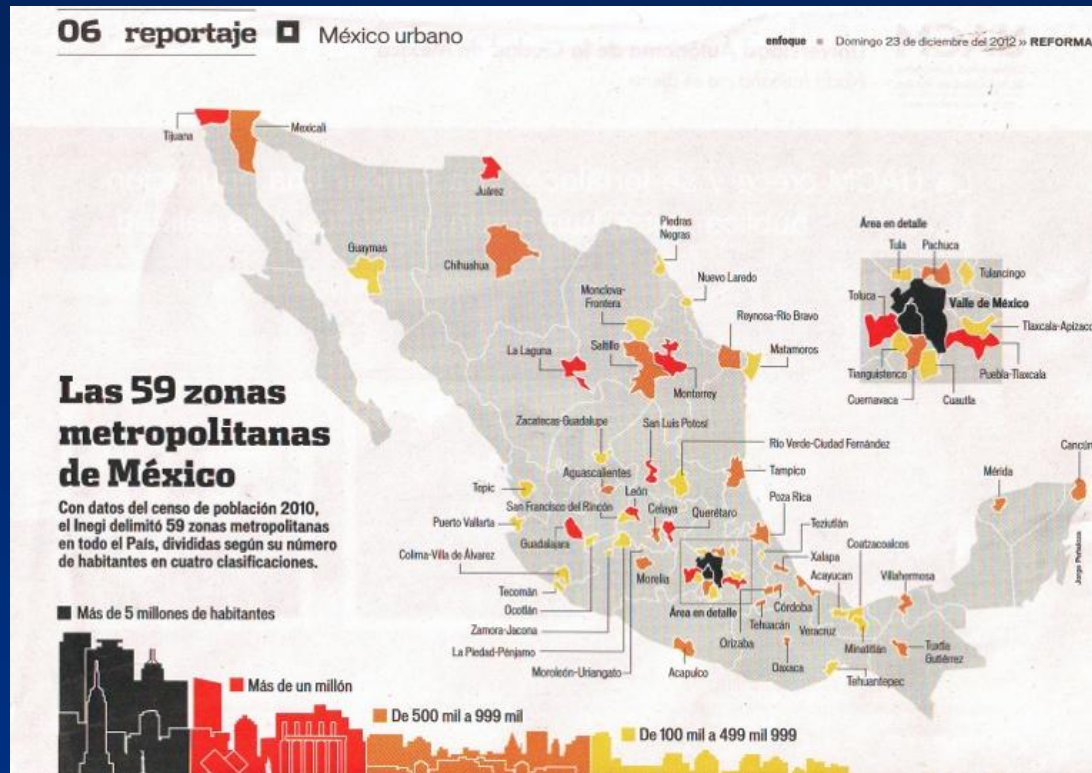 06 reportaje México urbano
enfoque Domingo 23 de diciembre del 2012 » REFORMA
Tijuana
Mexicali
Juárez
Guaymas
Chihuahua
Piedras
Negras
Nuevo Laredo
Monclova-
Frontera
Reynosa-Río Bravo
La Laguna
Saltillo
Matamoros
Monterrey
Área en detalle
Tula
Pachuca
Tulancingo
Toluca
Valle de México
Tlaxcala-Apizaco
Tianguistenco
Puebla-Tlaxcala
Cuernavaca
Cuautla
Las 59 zonas
metropolitanas
de México
Con datos del censo de población 2010,
el Inegi delimitó 59 zonas metropolitanas
en todo el País, divididas según su número
de habitantes en cuatro clasificaciones.
Zacatecas-Guadalupe
San Luis Potosí
Río Verde-Ciudad Fernández
Aguascalientes
Tampico
Tepic
León
San Francisco del Rincón
Celaya
Querétaro
Poza Rica
Puerto Vallarta
Guadalajara
Teziutlán
Colima-Villa de Álvarez
Xalapa
Coatzacoalcos
Morelia
Acayucan
Villahermosa
Mérida
Cancún
Jorge Peñaloza
Tecomán
Ocotlán
Área en detalle
Córdoba
Tehuacán
Veracruz
Zamora-Jacona
Orizaba
Minatitlán
Tuxtla
Gutiérrez
La Piedad-Pénjamo
Moroleón-Uriangato
Acapulco
Oaxaca
Tehuantepec
Más de 5 millones de habitantes
Más de un millón
De 500 mil a 999 mil
De 100 mil a 499 mil 999